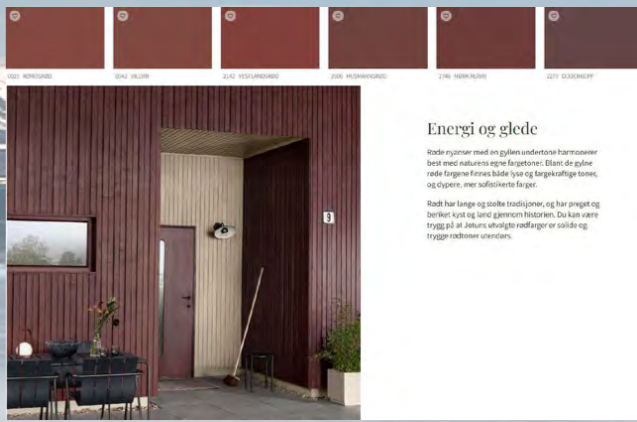 VESTLANDSRØD
HUSMANNSRØD
Energi og glede
Røde nyanser med en gyllen undertone harmonerer
best med naturens egne fargetoner. Blant de gylne
røde fargene finnes både lyse og fargekraftige toner,
og dypere, mer sofistikerte farger.
Rødt har lange og stolte tradisjoner, og har preget og
beriket kyst og land gjennom historien. Du kan være
trygg på at Jotuns utvalgte rødfarger er solide og
trygge rødtoner utendørs.
9